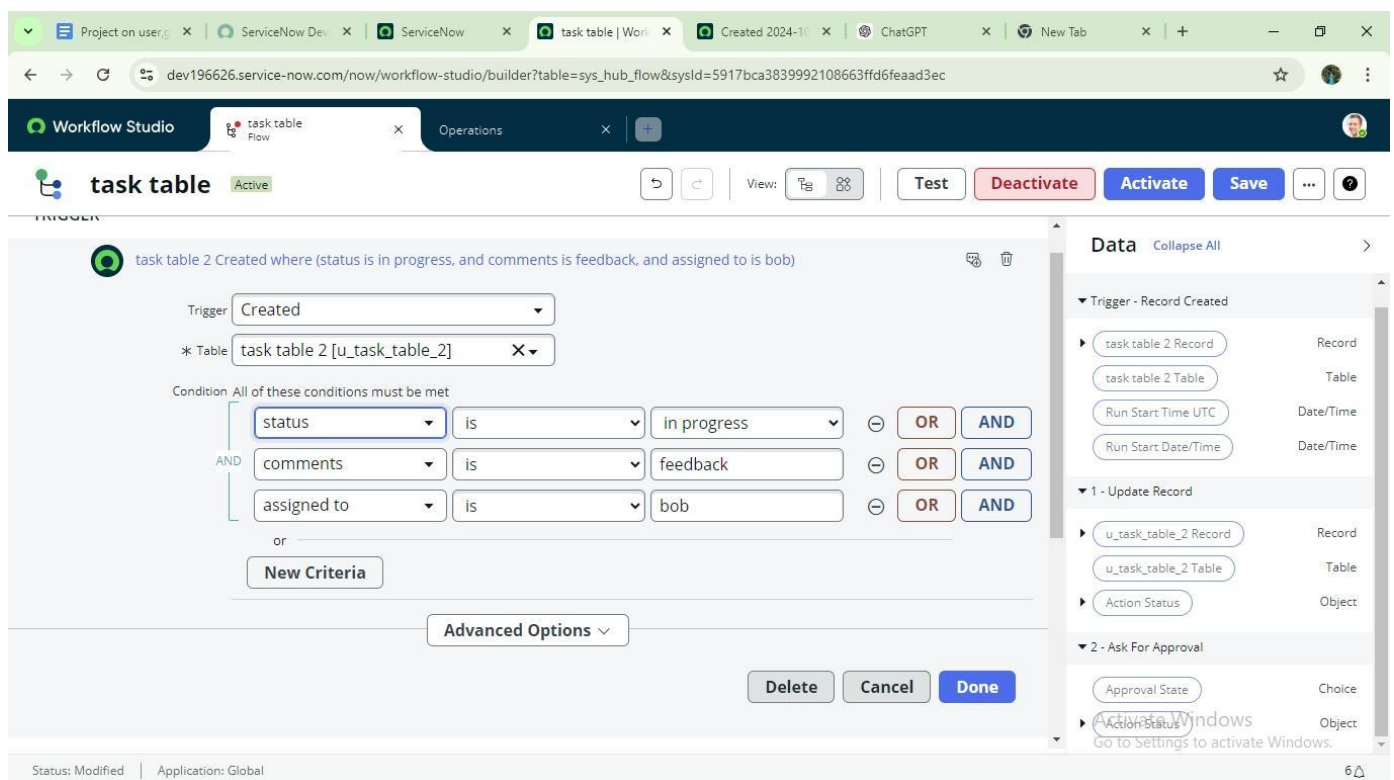 Project on user,g
ServiceNow Dev
ServiceNow
task table | Work
Created 2024-10
ChatGPT
New Tab
dev196626.service-now.com/now/workflow-studio/builder?table=sys_hub_flow&sysId=5917bca3839992108663ffd6feaad3ec
Workflow Studio
task table
Flow
Operations
task table Active
View:
Test
Deactivate
Activate
Save
TRIGGER
task table 2 Created where (status is in progress, and comments is feedback, and assigned to is bob)
Trigger Created
* Table task table 2 [u_task_table_2]
Condition All of these conditions must be met
status is in progress OR AND
AND comments is feedback OR AND
assigned to is bob OR AND
or
New Criteria
Advanced Options
Delete Cancel Done
Data Collapse All
Trigger - Record Created
task table 2 Record Record
task table 2 Table Table
Run Start Time UTC Date/Time
Run Start Date/Time Date/Time
1 - Update Record
u_task_table_2 Record Record
u_task_table_2 Table Table
Action Status Object
2 - Ask For Approval
Approval State Choice
Action Status Object
Activate Windows
Go to Settings to activate Windows.
Status: Modified Application: Global 6